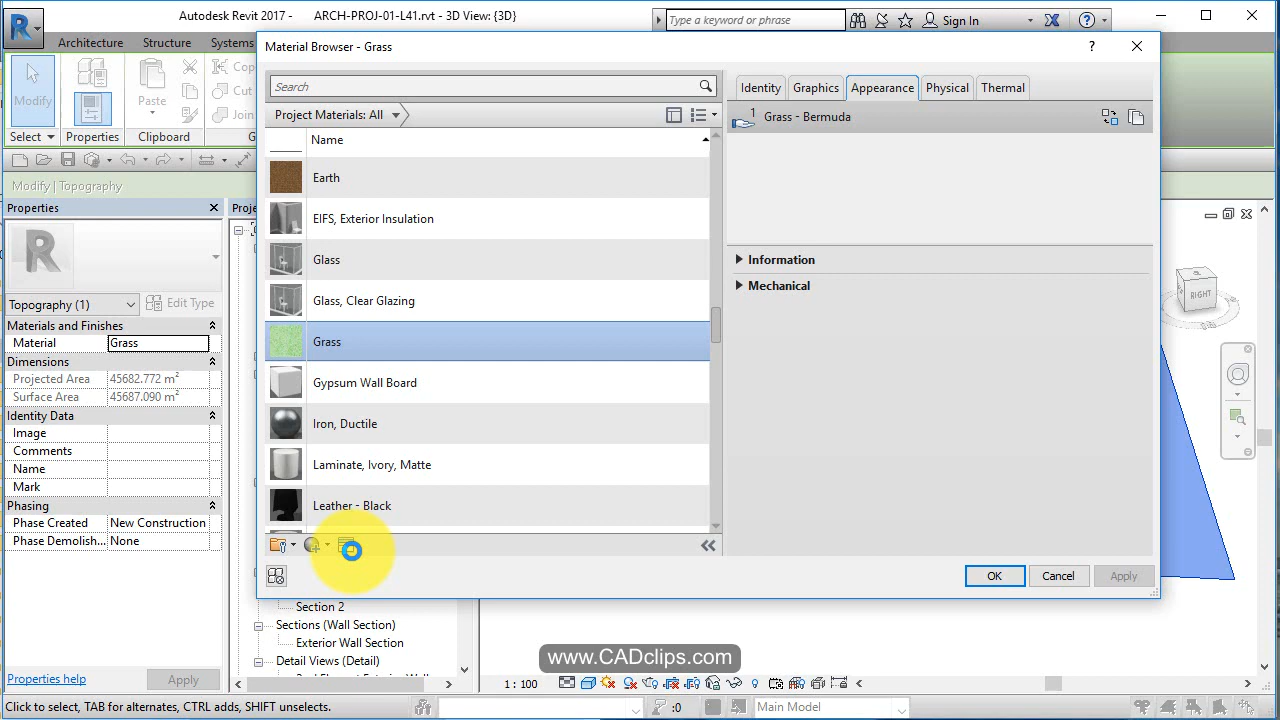 Autodesk Revit 2017 - ARCH-PROJ-01-L41.rvt - 3D View: {3D}
Type a keyword or phrase
Sign In
Architecture Structure Systems
Material Browser - Grass
Modify
Select
Properties
Paste
Clipboard
Cop
Cut
Join
G
Modify | Topography
Properties
Proje
Topography (1)
Edit Type
Materials and Finishes
Material Grass
Dimensions
Projected Area 45682.772 m²
Surface Area 45687.090 m²
Identity Data
Image
Comments
Name
Mark
Phasing
Phase Created New Construction
Phase Demolish... None
Properties help
Apply
Search
Project Materials: All
Name
Earth
EIFS, Exterior Insulation
Glass
Glass, Clear Glazing
Grass
Gypsum Wall Board
Iron, Ductile
Laminate, Ivory, Matte
Leather - Black
Identity Graphics Appearance Physical Thermal
1
Grass - Bermuda
Information
Mechanical
OK Cancel Apply
RIGHT
Section 2
Sections (Wall Section)
Exterior Wall Section
Detail Views (Detail)
www.CADclips.com
1 : 100
Click to select, TAB for alternates, CTRL adds, SHIFT unselects.
:0
Main Model